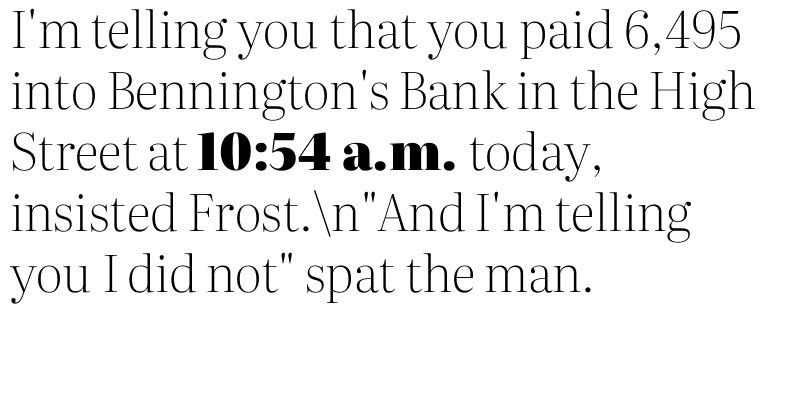 I'm telling you that you paid 6,495
into Bennington's Bank in the High
Street at 10:54 a.m. today,
insisted Frost.\n"And I'm telling
you I did not" spat the man.